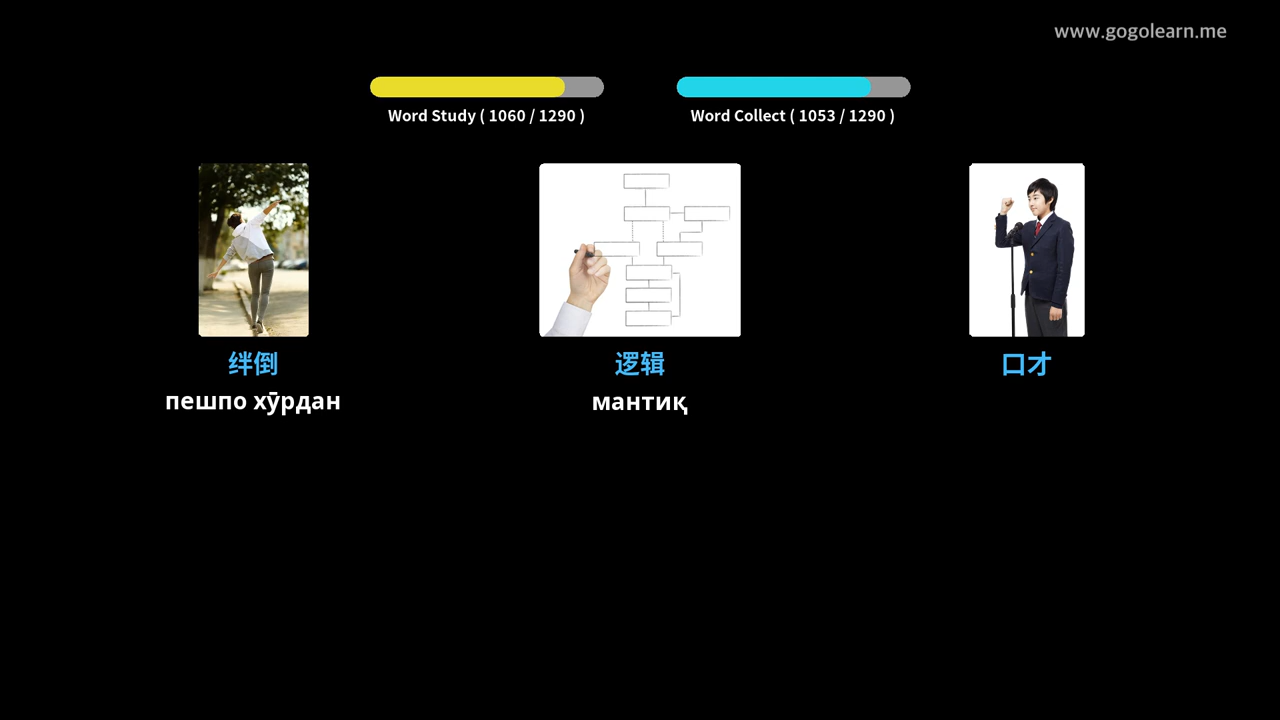 www.gogolearn.me
Word Study ( 1060 / 1290 )
Word Collect ( 1053 / 1290 )
绊倒
逻辑
口才
пешпо хӯрдан
мантиқ